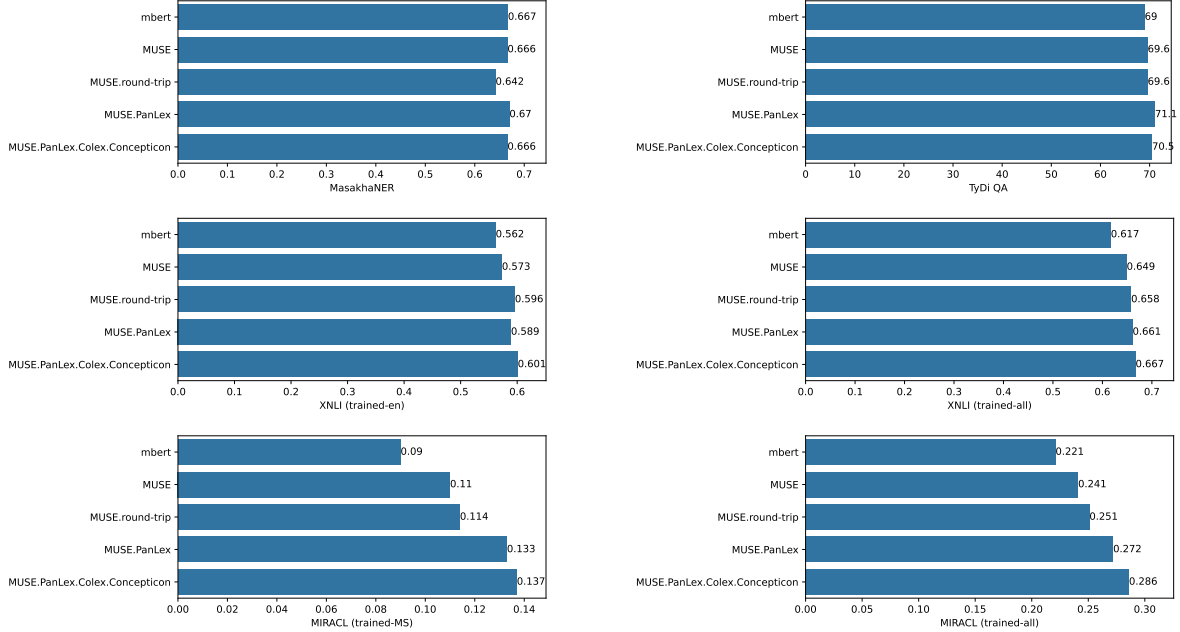 mbert
0.667
MUSE
0.666
MUSE.round-trip
0.642
MUSE.PanLex
0.67
MUSE.PanLex.Colex.Concepticon
0.666
0.0 0.1 0.2 0.3 0.4 0.5 0.6 0.7
MasakhaNER
mbert
69
MUSE
69.6
MUSE.round-trip
69.6
MUSE.PanLex
71.1
MUSE.PanLex.Colex.Concepticon
70.5
0 10 20 30 40 50 60 70
TyDi QA
mbert
0.562
MUSE
0.573
MUSE.round-trip
0.596
MUSE.PanLex
0.589
MUSE.PanLex.Colex.Concepticon
0.601
0.0 0.1 0.2 0.3 0.4 0.5 0.6
XNLI (trained-en)
mbert
0.617
MUSE
0.649
MUSE.round-trip
0.658
MUSE.PanLex
0.661
MUSE.PanLex.Colex.Concepticon
0.667
0.0 0.1 0.2 0.3 0.4 0.5 0.6 0.7
XNLI (trained-all)
mbert
0.09
MUSE
0.11
MUSE.round-trip
0.114
MUSE.PanLex
0.133
MUSE.PanLex.Colex.Concepticon
0.137
0.00 0.02 0.04 0.06 0.08 0.10 0.12 0.14
MIRACL (trained-MS)
mbert
0.221
MUSE
0.241
MUSE.round-trip
0.251
MUSE.PanLex
0.272
MUSE.PanLex.Colex.Concepticon
0.286
0.00 0.05 0.10 0.15 0.20 0.25 0.30
MIRACL (trained-all)